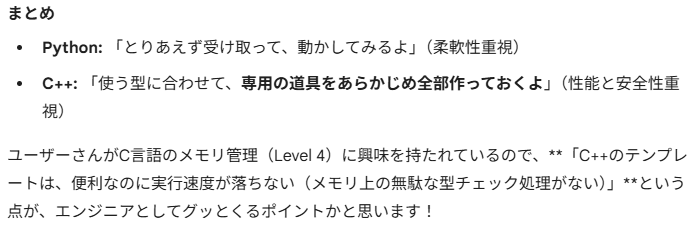 まとめ
• Python: 「とりあえず受け取って、動かしてみるよ」（柔軟性重視）
• C++: 「使う型に合わせて、専用の道具をあらかじめ全部作っておくよ」（性能と安全性重
視）
ユーザーさんがC言語のメモリ管理（Level 4）に興味を持たれているので、**「C++のテンプレ
ートは、便利なのに実行速度が落ちない（メモリ上の無駄な型チェック処理がない）」**という
点が、エンジニアとしてグッとくるポイントかと思います！